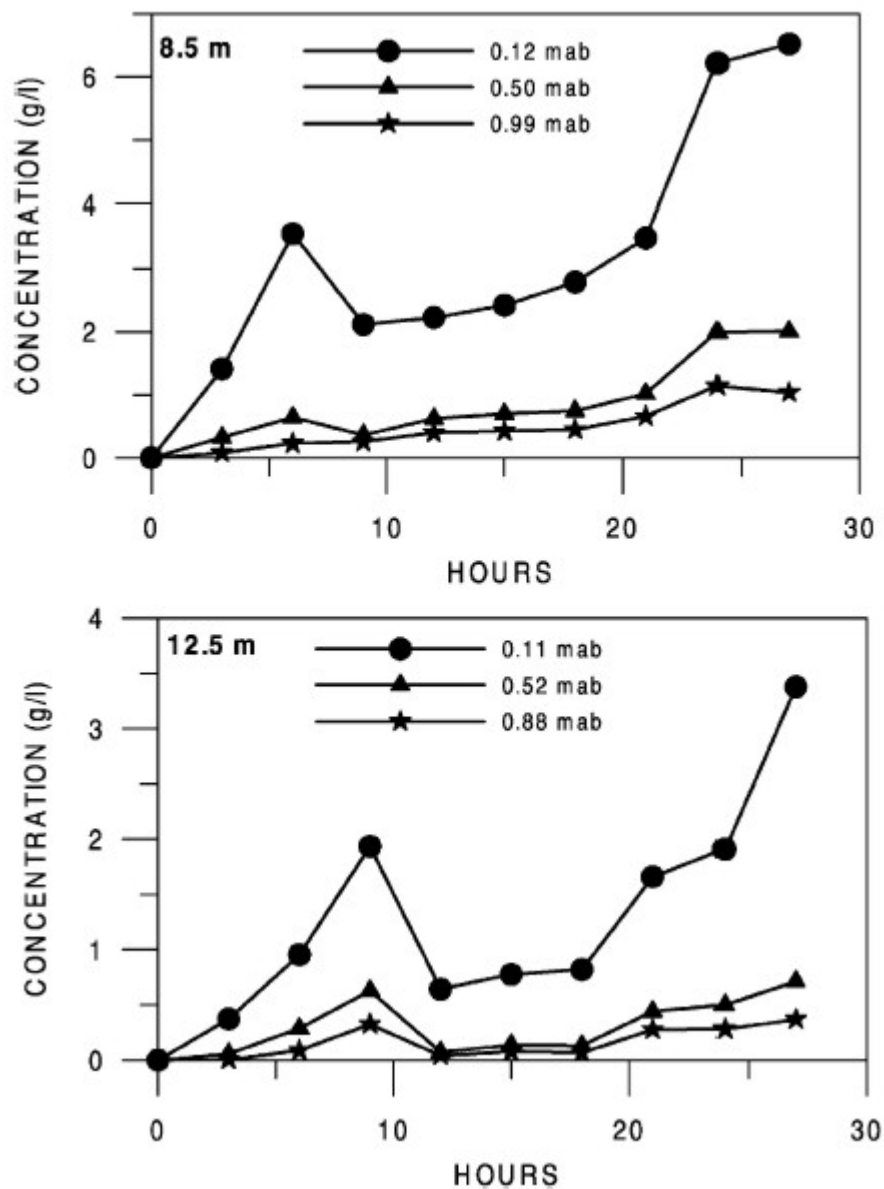 8.5 m
0.12 mab
0.50 mab
0.99 mab
CONCENTRATION (g/l)
6
4
2
0
0 10 20 30
HOURS
12.5 m
0.11 mab
0.52 mab
0.88 mab
CONCENTRATION (g/l)
4
3
2
1
0
0 10 20 30
HOURS